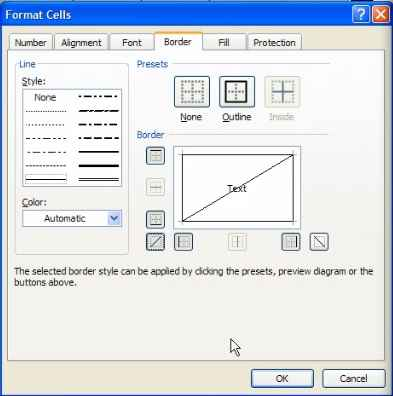 Format Cells
Number Alignment Font Border Fill Protection
Line
Style:
None
Color:
Automatic
Presets
None Outline Inside
Border
Text
The selected border style can be applied by clicking the presets, preview diagram or the
buttons above.
OK Cancel